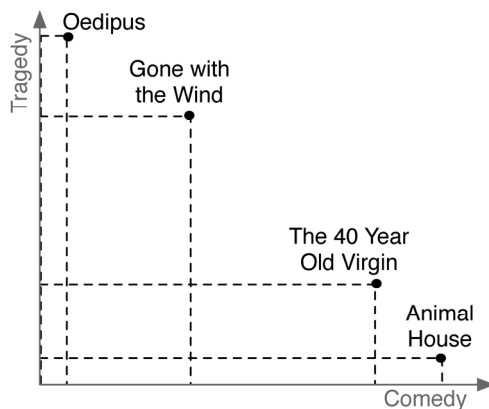 Oedipus
Gone with
the Wind
Tragedy
The 40 Year
Old Virgin
Animal
House
Comedy